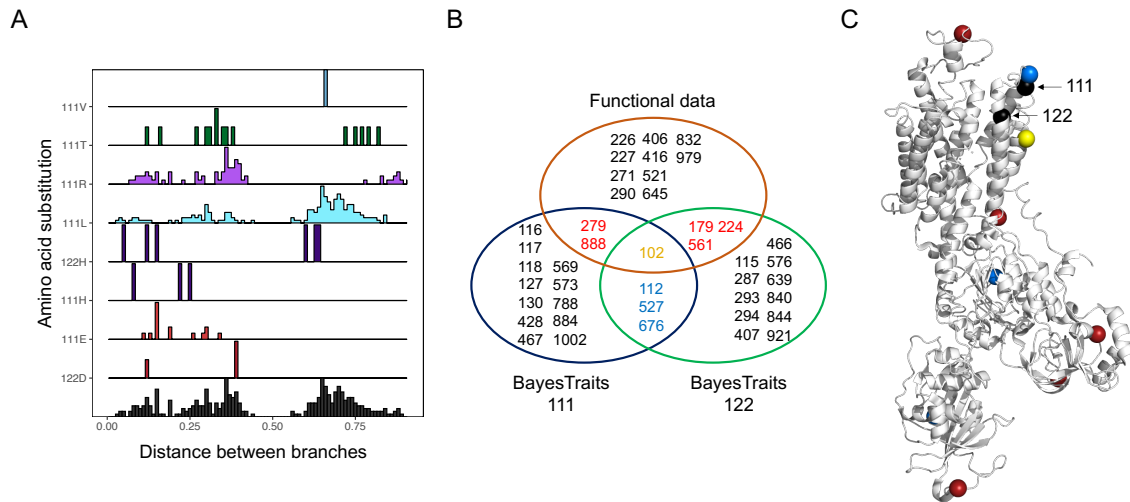 A
B
C
Amino acid substitution
111V
111T
111R
111L
122H
111H
111E
122D
0.00 0.25 0.50 0.75
Distance between branches
Functional data
226 406 832
227 416 979
271 521
290 645
279
888
102
179 224
561
112
527
676
116
117
118 569
127 573
130 788
428 884
467 1002
466
115 576
287 639
293 840
294 844
407 921
BayesTraits
111
BayesTraits
122
111
122